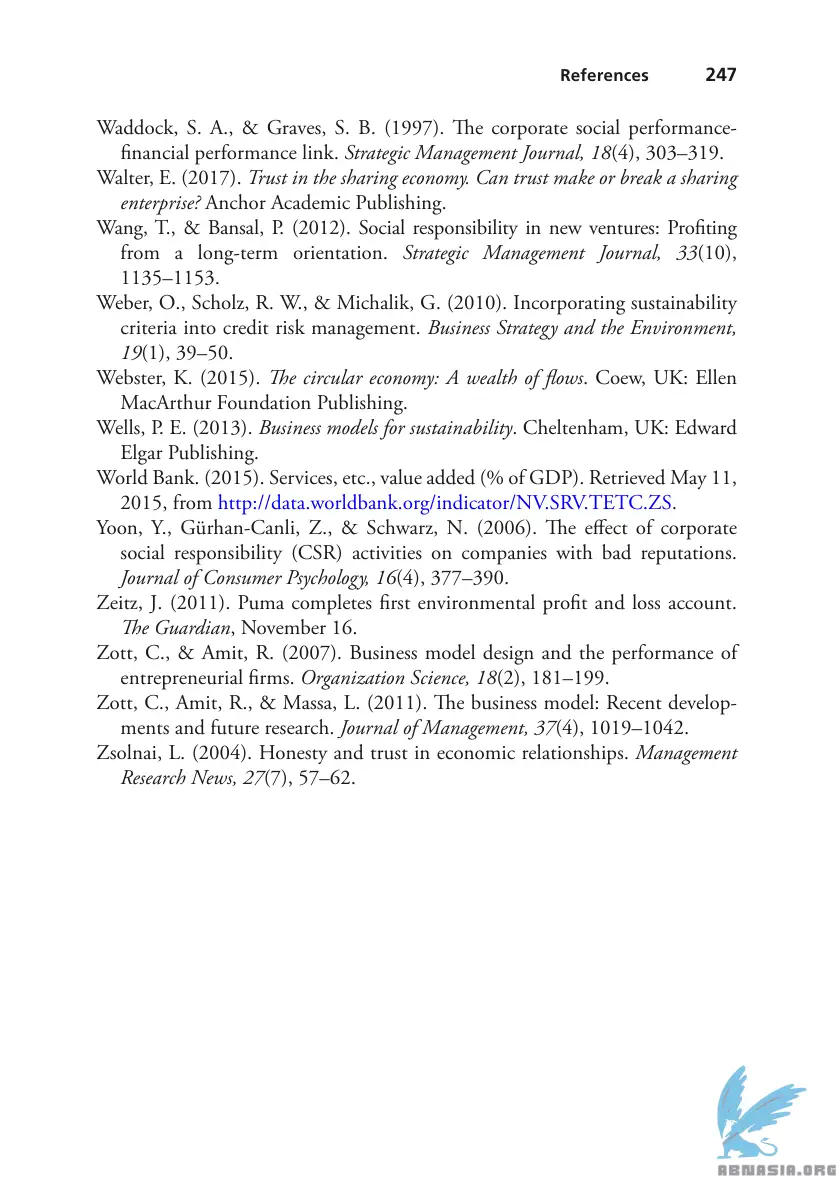 References 247
Waddock, S. A., & Graves, S. B. (1997). The corporate social performance-
financial performance link. Strategic Management Journal, 18(4), 303–319.
Walter, E. (2017). Trust in the sharing economy. Can trust make or break a sharing
enterprise? Anchor Academic Publishing.
Wang, T., & Bansal, P. (2012). Social responsibility in new ventures: Profiting
from a long-term orientation. Strategic Management Journal, 33(10),
1135–1153.
Weber, O., Scholz, R. W., & Michalik, G. (2010). Incorporating sustainability
criteria into credit risk management. Business Strategy and the Environment,
19(1), 39–50.
Webster, K. (2015). The circular economy: A wealth of flows. Coew, UK: Ellen
MacArthur Foundation Publishing.
Wells, P. E. (2013). Business models for sustainability. Cheltenham, UK: Edward
Elgar Publishing.
World Bank. (2015). Services, etc., value added (% of GDP). Retrieved May 11,
2015, from http://data.worldbank.org/indicator/NV.SRV.TETC.ZS.
Yoon, Y., Gürhan-Canli, Z., & Schwarz, N. (2006). The effect of corporate
social responsibility (CSR) activities on companies with bad reputations.
Journal of Consumer Psychology, 16(4), 377–390.
Zeitz, J. (2011). Puma completes first environmental profit and loss account.
The Guardian, November 16.
Zott, C., & Amit, R. (2007). Business model design and the performance of
entrepreneurial firms. Organization Science, 18(2), 181–199.
Zott, C., Amit, R., & Massa, L. (2011). The business model: Recent develop-
ments and future research. Journal of Management, 37(4), 1019–1042.
Zsolnai, L. (2004). Honesty and trust in economic relationships. Management
Research News, 27(7), 57–62.
ABNASIA.ORG